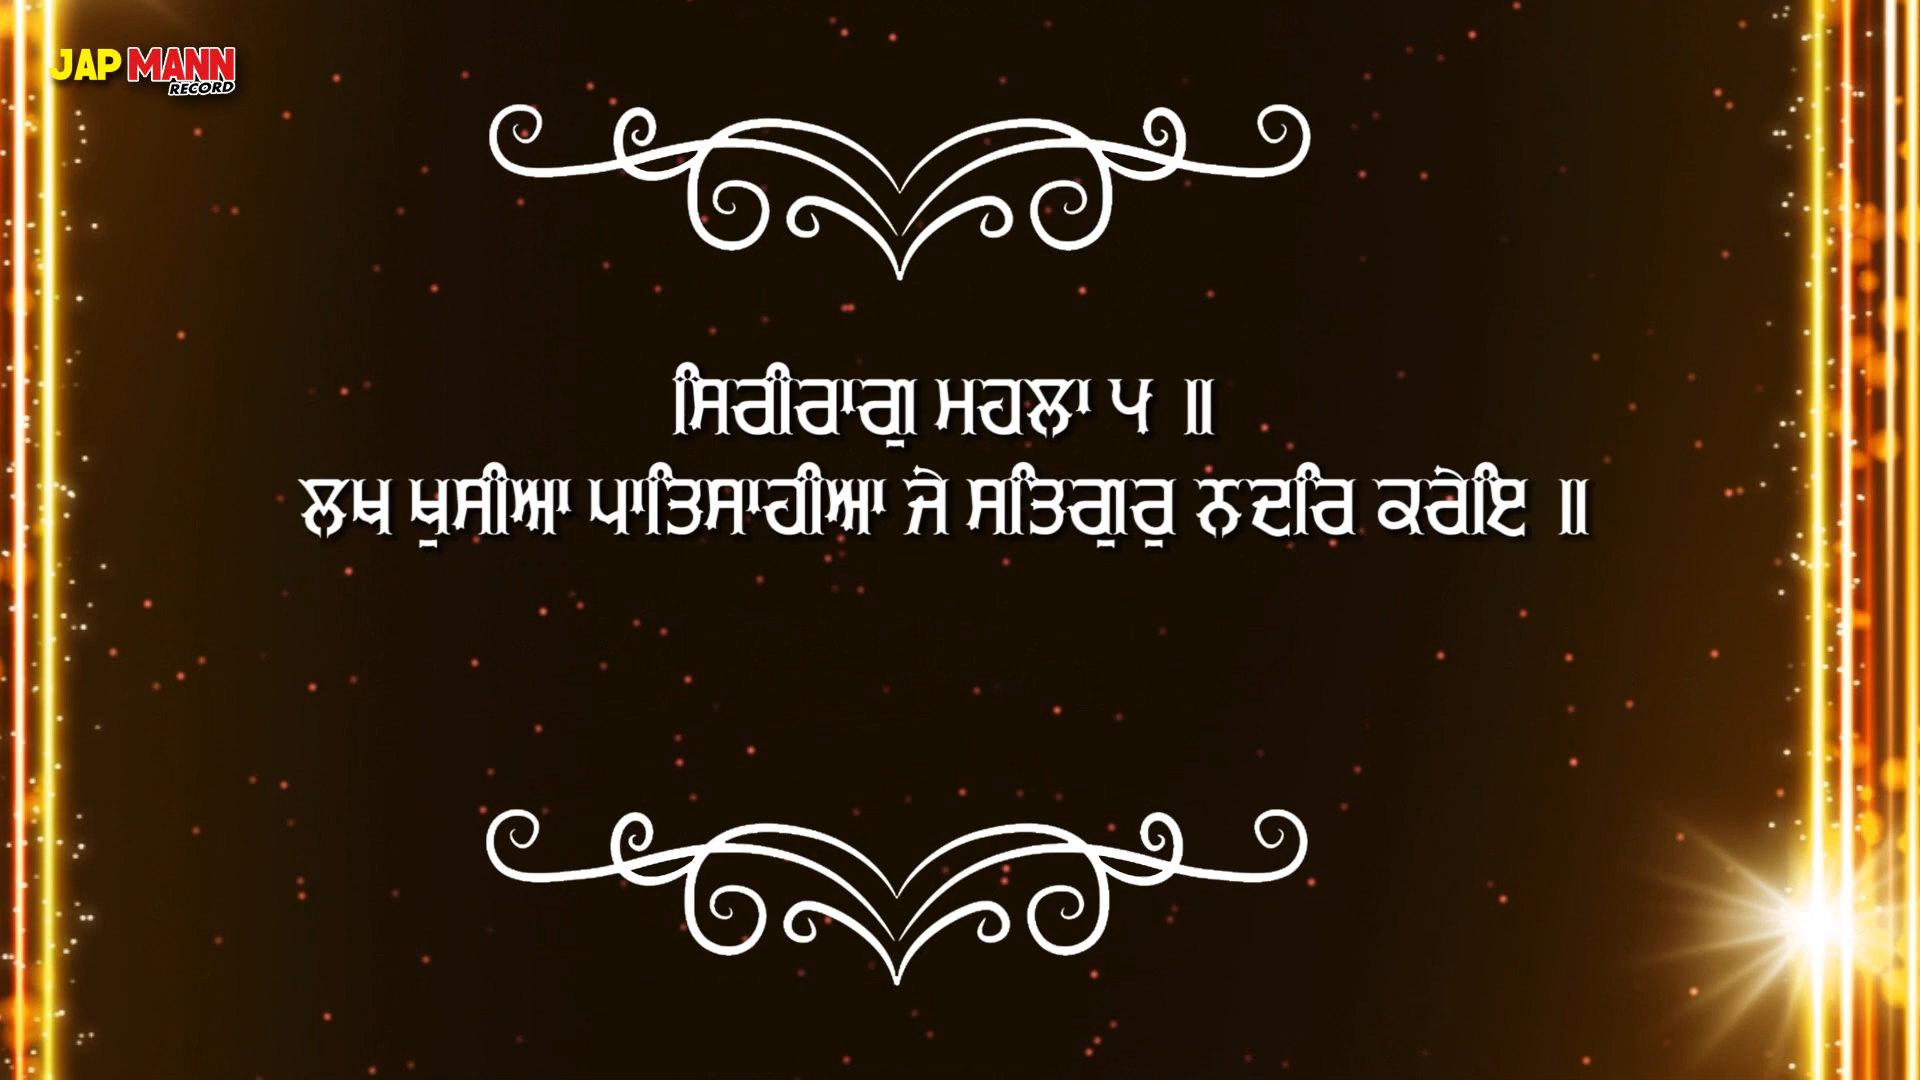 JAP MANN
RECORD
ਸਿਰੀਰਾਗੁ ਮਹਲਾ ੫ ॥
ਲਖ ਖੁਸੀਆ ਪਾਤਿਸਾਹੀਆ ਜੇ ਸਤਿਗੁਰੁ ਨਦਰਿ ਕਰੇਇ ॥